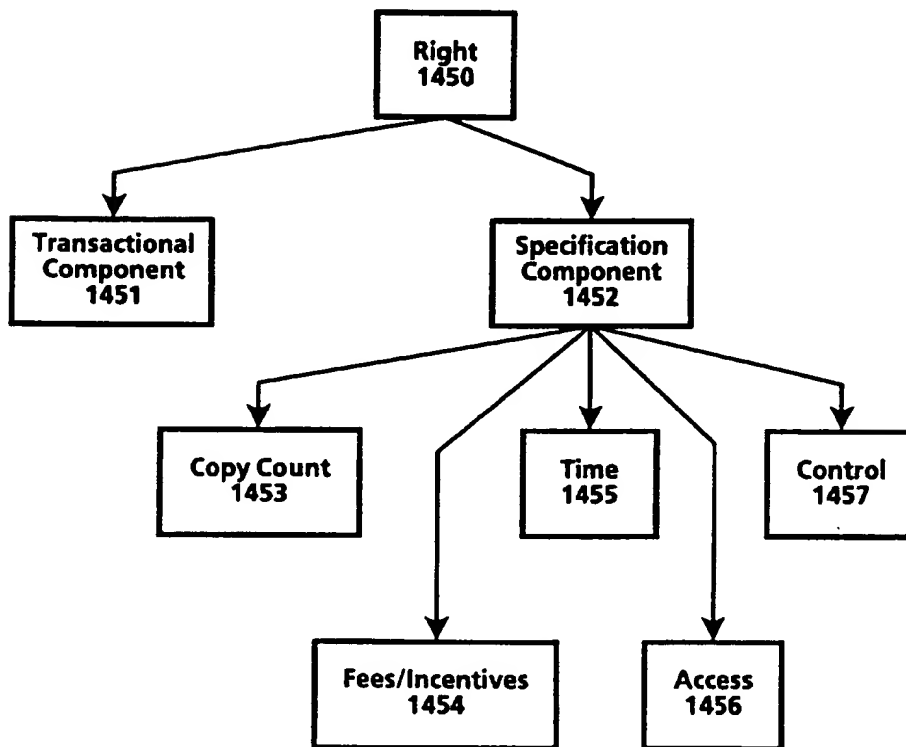 Right
1450
Transactional
Component
1451
Specification
Component
1452
Copy Count
1453
Time
1455
Control
1457
Fees/Incentives
1454
Access
1456